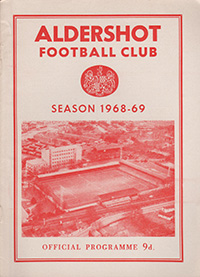 ALDERSHOT
FOOTBALL CLUB
SEASON 1968-69
OFFICIAL PROGRAMME 9d.